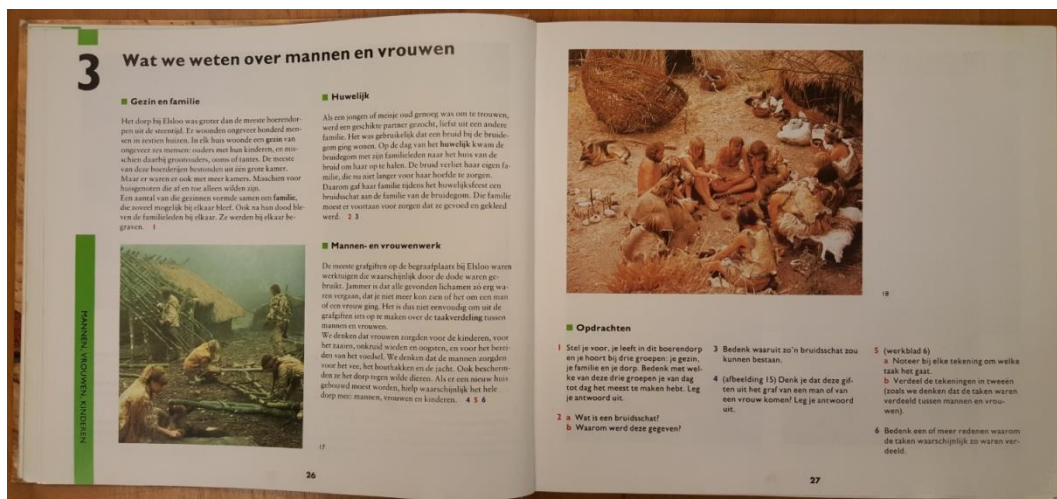 3
Wat we weten over mannen en vrouwen
Gezin en familie
Het dorp bij Elsloo was groter dan de meeste boerendor-
pen uit de steentijd. Er woonden ongeveer honderd men-
sen in zestien huizen. In elk huis woonde een gezin van
ongeveer zes mensen: ouders met hun kinderen, en mis-
schien daarbij grootouders, ooms of tantes. De meeste
van deze boerderijen bestonden uit één grote kamer.
Maar er waren er ook met meer kamers. Misschien voor
huisgenoten die af en toe alleen wilden zijn.
Een aantal van die gezinnen vormde samen een familie,
die zoveel mogelijk bij elkaar bleef. Ook na hun dood ble-
ven de familieleden bij elkaar. Ze werden bij elkaar be-
graven. 1
Huwelijk
Als een jongen of meisje oud genoeg was om te trouwen,
werd een geschikte partner gezocht, liefst uit een andere
familie. Het was gebruikelijk dat een bruid bij de bruide-
gom ging wonen. Op de dag van het huwelijk kwam de
bruidegom met zijn familieleden naar het huis van de
bruid om haar op te halen. De bruid verliet haar eigen fa-
milie, die nu niet langer voor haar hoefde te zorgen.
Daarom gaf haar familie tijdens het huwelijksfeest een
bruidsschat aan de familie van de bruidegom. Die familie
moest er voortaan voor zorgen dat ze gevoed en gekleed
werd. 2 3
Mannen- en vrouwenwerk
De meeste grafgiften op de begraafplaats bij Elsloo waren
werktuigen die waarschijnlijk door de dode waren ge-
bruikt. Jammer is dat alle gevonden lichamen zó erg wa-
ren vergaan, dat je niet meer kon zien of het om een man
of een vrouw ging. Het is dus niet eenvoudig om uit de
grafgiften iets op te maken over de taakverdeling tussen
mannen en vrouwen.
We denken dat vrouwen zorgden voor de kinderen, voor
het zaaien, onkruid wieden en oogsten, en voor het berei-
den van het voedsel. We denken dat de mannen zorgden
voor het vee, het houthakken en de jacht. Ook bescherm-
den ze het dorp tegen wilde dieren. Als er een nieuw huis
gebouwd moest worden, hielp waarschijnlijk het hele
dorp mee: mannen, vrouwen en kinderen. 4 5 6
MANNEN, VROUWEN, KINDEREN
17
26
18
Opdrachten
1 Stel je voor, je leeft in dit boerendorp
en je hoort bij drie groepen: je gezin,
je familie en je dorp. Bedenk met wel-
ke van deze drie groepen je van dag
tot dag het meeste te maken hebt. Leg
je antwoord uit.
2 a Wat is een bruidsschat?
b Waarom werd deze gegeven?
3 Bedenk waaruit zo'n bruidschat zou
kunnen bestaan.
4 (afbeelding 15) Denk je dat deze gif-
ten uit het graf van een man of van
een vrouw komen? Leg je antwoord
uit.
5 (werkblad 6)
a Noteer bij elke tekening om welke
taak het gaat.
b Verdeel de tekeningen in tweeën
(zoals we denken dat de taken waren
verdeeld tussen mannen en vrou-
wen).
6 Bedenk een of meer redenen waarom
de taken waarschijnlijk zo waren ver-
deeld.
27